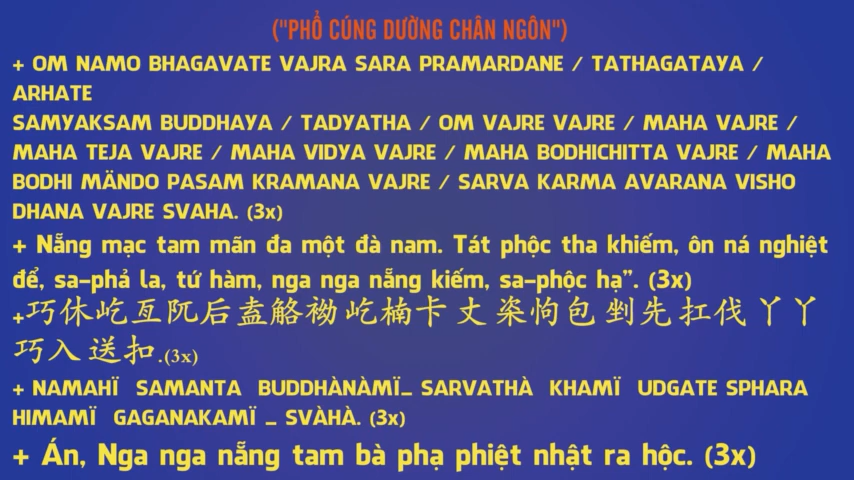 ("PHỔ CÚNG DƯỜNG CHÂN NGÔN")
+ OM NAMO BHAGAVATE VAJRA SARA PRAMARDANE / TATHAGATAYA /
ARHATE
SAMYAKSAM BUDDHAYA / TADYATHA / OM VAJRE VAJRE / MAHA VAJRE /
MAHA TEJA VAJRE / MAHA VIDYA VAJRE / MAHA BODHICHITTA VAJRE / MAHA
BODHI MÄNDO PASAM KRAMANA VAJRE / SARVA KARMA AVARANA VISHO
DHANA VAJRE SVAHA. (3x)
+ Nẵng mạc tam mãn đa một đà nam. Tát phộc tha khiếm, ôn ná nghiệt
để, sa-phả la, tứ hàm, nga nga nẵng kiếm, sa-phộc hạ”. (3x)
+巧休屹亙阢后盍觡袎屹楠卡丈楶怐包剉先扛伐丫丫
巧入送扣.(3x)
+ NAMAHÏ SAMANTA BUDDHÀNÀMÏ_ SARVATHÀ KHAMÏ UDGATE SPHARA
HIMAMÏ GAGANAKAMÏ _ SVÀHÀ. (3x)
+ Án, Nga nga nẵng tam bà phạ phiệt nhật ra hộc. (3x)